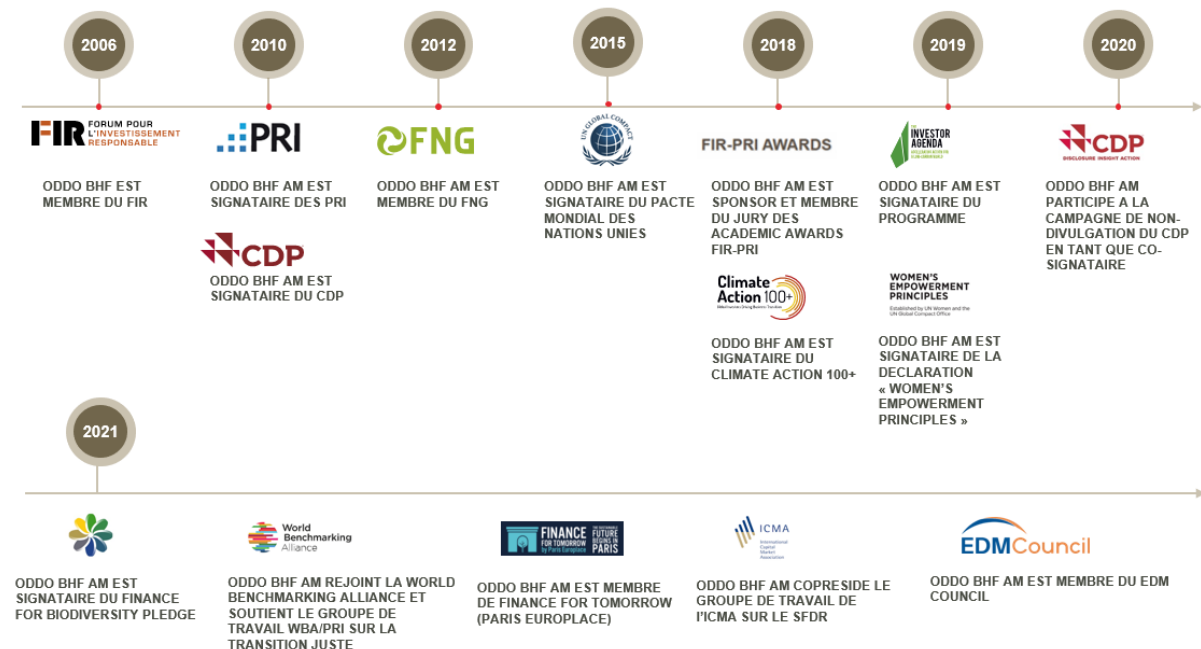 2006
2010
2012
2015
2018
2019
2020
FIR FORUM POUR
L'INVESTISSEMENT
RESPONSABLE
ODDO BHF EST
MEMBRE DU FIR
PRI
ODDO BHF AM EST
SIGNATAIRE DES PRI
CDP
ODDO BHF AM EST
SIGNATAIRE DU CDP
FNG
ODDO BHF AM EST
MEMBRE DU FNG
UN GLOBAL COMPACT
ODDO BHF AM EST
SIGNATAIRE DU PACTE
MONDIAL DES
NATIONS UNIES
FIR-PRI AWARDS
ODDO BHF AM EST
SPONSOR ET MEMBRE
DU JURY DES
ACADEMIC AWARDS
FIR-PRI
Climate
Action 100+
ODDO BHF AM EST
SIGNATAIRE DU
CLIMATE ACTION 100+
THE
INVESTOR
AGENDA
ODDO BHF AM EST
SIGNATAIRE DU
PROGRAMME
WOMEN'S
EMPOWERMENT
PRINCIPLES
Established by UN Women and the
UN Global Compact Office
ODDO BHF AM EST
SIGNATAIRE DE LA
DECLARATION
« WOMEN'S
EMPOWERMENT
PRINCIPLES »
CDP
DISCLOSURE INSIGHT ACTION
ODDO BHF AM
PARTICIPE A LA
CAMPAGNE DE NON-
DIVULGATION DU CDP
EN TANT QUE CO-
SIGNATAIRE
2021
ODDO BHF AM EST
SIGNATAIRE DU FINANCE
FOR BIODIVERSITY PLEDGE
World
Benchmarking
Alliance
ODDO BHF AM REJOINT LA WORLD
BENCHMARKING ALLIANCE ET
SOUTIENT LE GROUPE DE
TRAVAIL WBA/PRI SUR LA
TRANSITION JUSTE
FINANCE
FOR TOMORROW
by Paris Europlace
THE SUSTAINABLE
FUTURE
BEGINS IN
PARIS
ODDO BHF AM EST MEMBRE
DE FINANCE FOR TOMORROW
(PARIS EUROPLACE)
ICMA
International
Capital
Market
Association
ODDO BHF AM COPRESIDE LE
GROUPE DE TRAVAIL DE
l'ICMA SUR LE SFDR
EDMCouncil
ODDO BHF AM EST MEMBRE DU EDM
COUNCIL